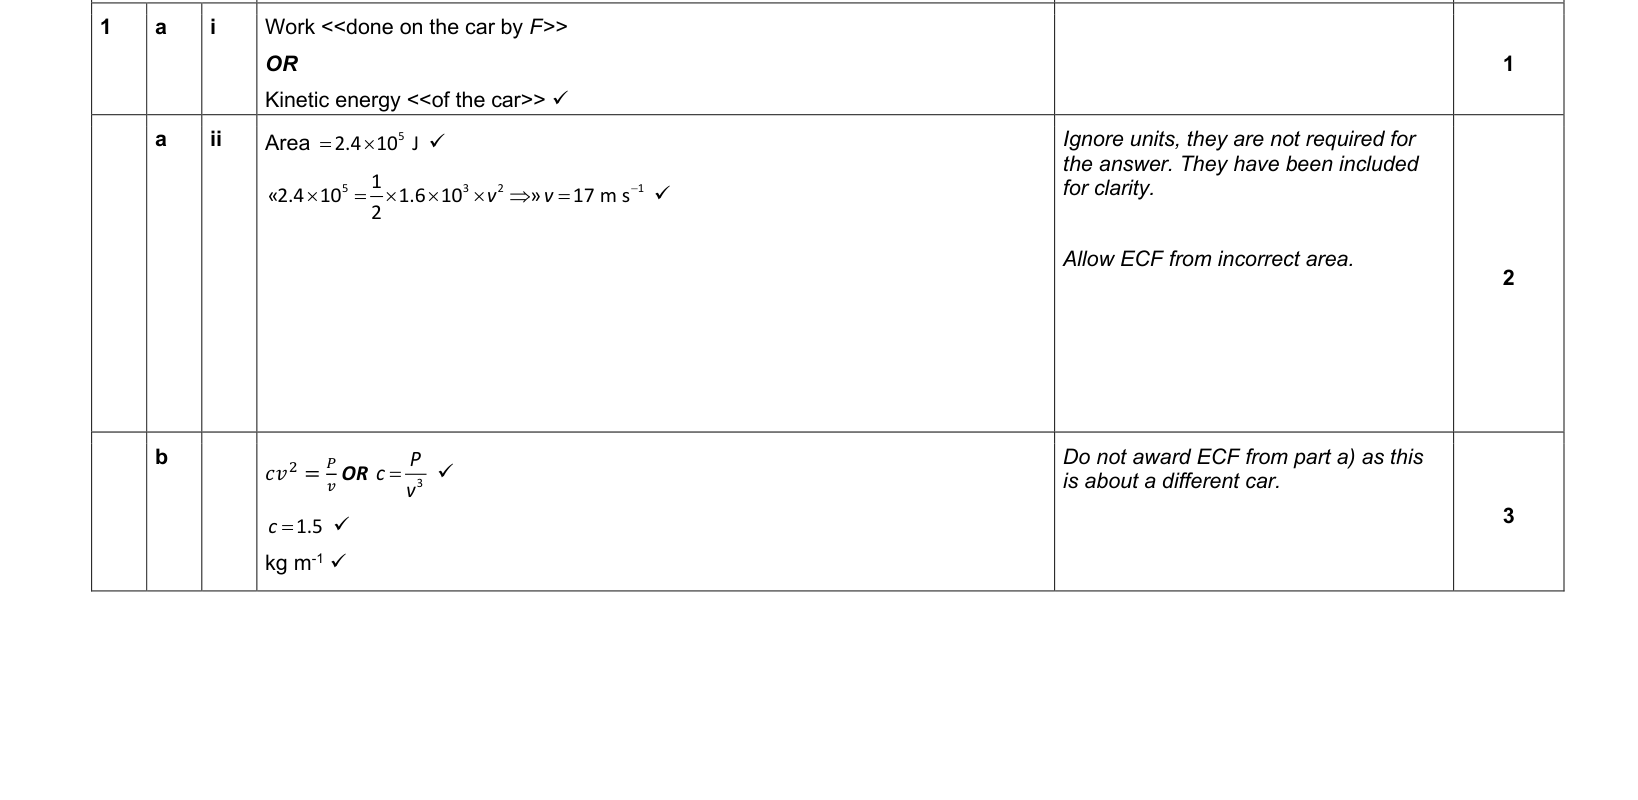 1 a i Work <<done on the car by F>>
OR
Kinetic energy <<of the car>> ✓
1
a ii Area =2.4×10⁵ J ✓
«2.4×10⁵ =1/2×1.6×10³ ×v² ⇒» v=17 m s⁻¹ ✓
Ignore units, they are not required for
the answer. They have been included
for clarity.
Allow ECF from incorrect area.
2
b cv² = P/v OR c= P/v³ ✓
c=1.5 ✓
kg m⁻¹ ✓
Do not award ECF from part a) as this
is about a different car.
3